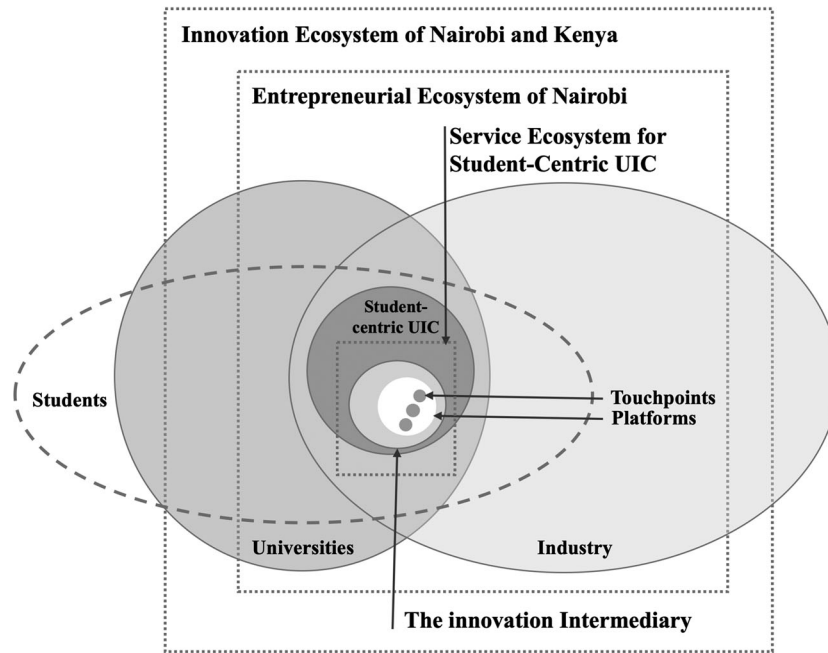 Innovation Ecosystem of Nairobi and Kenya
Entrepreneurial Ecosystem of Nairobi
Service Ecosystem for
Student-Centric UIC
Student-
centric UIC
Students
Touchpoints
Platforms
Universities
Industry
The innovation Intermediary